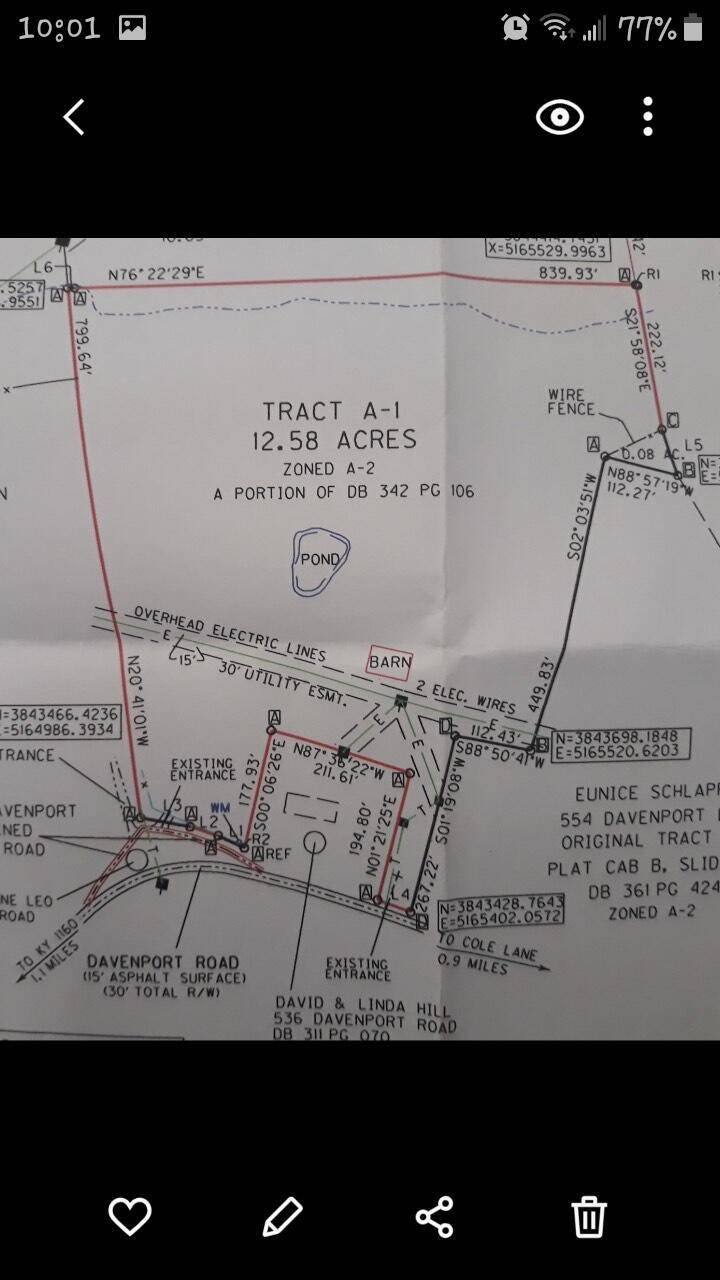 10:01
77%
X=5165529.9963
L6
N76°22'29"E
839.93'
A
R1
R1
.5257
.9551
A
A
799.64'
S21°58'08"E
222.12'
TRACT A-1
12.58 ACRES
ZONED A-2
A PORTION OF DB 342 PG 106
WIRE
FENCE
C
A
0.08 AC.
L5
B
N88°57'19"W
112.27'
S02°03'51"W
449.83'
POND
OVERHEAD ELECTRIC LINES
E
15'
30' UTILITY ESMT.
BARN
2 ELEC. WIRES
E
N20°41'01"W
=3843466.4236
=5164986.3934
TRANCE
EXISTING
ENTRANCE
A
N87°36'22"W
211.61'
A
E
E
D
112.43'
S88°50'41"W
B
N=3843698.1848
E=5165520.6203
177.93'
S00°06'26"E
L3
A
A
L2
WM
L1
R2
A
A REF
194.80'
N01°21'25"E
S01°19'08"W
267.22'
T
T
A
L4
D
N=3843428.7643
E=5165402.0572
EUNICE SCHLAPP
554 DAVENPORT
ORIGINAL TRACT
PLAT CAB B, SLID
DB 361 PG 424
ZONED A-2
AVENPORT
NED
ROAD
NE LEO
ROAD
TO KY 1160
1.1 MILES
DAVENPORT ROAD
(15' ASPHALT SURFACE)
(30' TOTAL R/W)
EXISTING
ENTRANCE
TO COLE LANE
0.9 MILES
DAVID & LINDA HILL
536 DAVENPORT ROAD
DB 311 PG 070